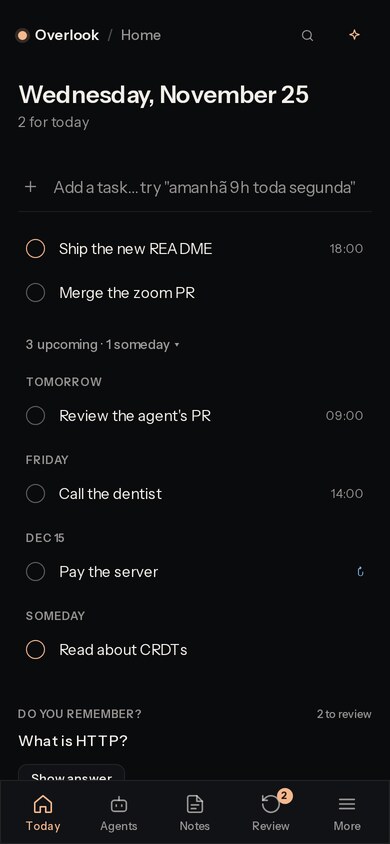 Overlook / Home
Wednesday, November 25
2 for today
+ Add a task... try "amanhã 9h toda segunda"
Ship the new README 18:00
Merge the zoom PR
3 upcoming · 1 someday ▾
TOMORROW
Review the agent's PR 09:00
FRIDAY
Call the dentist 14:00
DEC 15
Pay the server
SOMEDAY
Read about CRDTs
DO YOU REMEMBER? 2 to review
What is HTTP?
Show answer
2
Today Agents Notes Review More